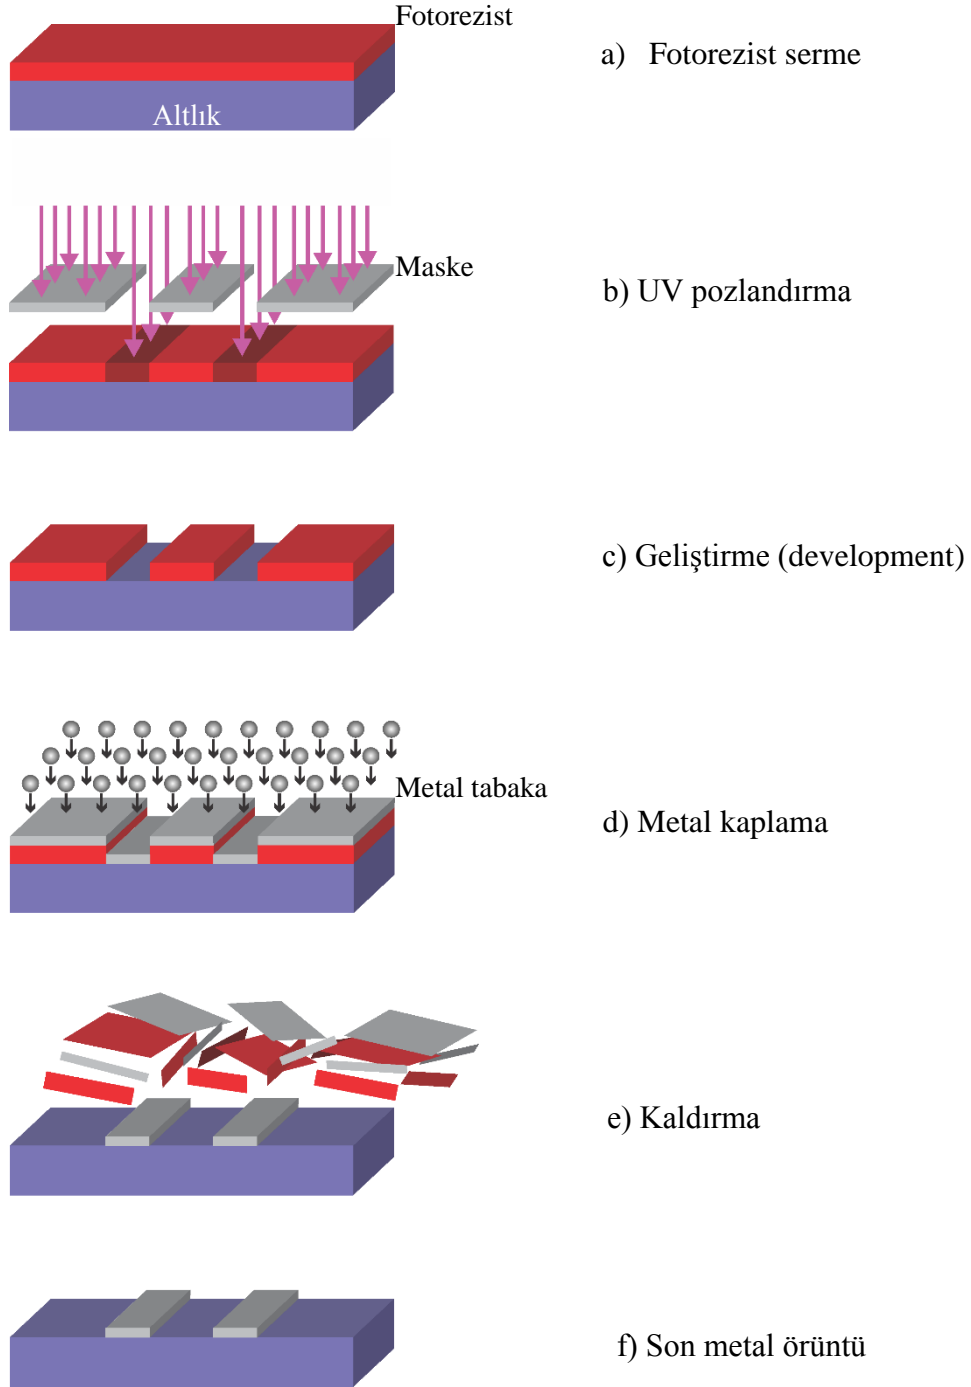 Fotorezist
a) Fotorezist serme
Altlık
Maske
b) UV pozlandırma
c) Geliştirme (development)
Metal tabaka
d) Metal kaplama
e) Kaldırma
f) Son metal örüntü